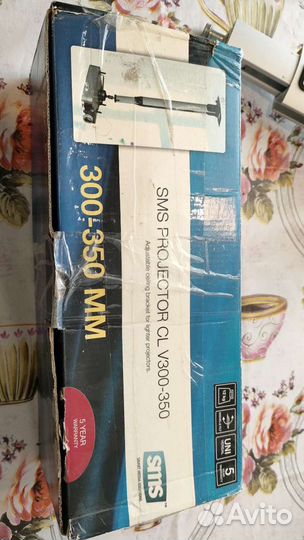 SMS PROJECTOR CL V300-350
Adjustable ceiling bracket for lighter projectors.
300-350 MM
5 YEAR
WARRANTY
sms
UNI
5
Avito